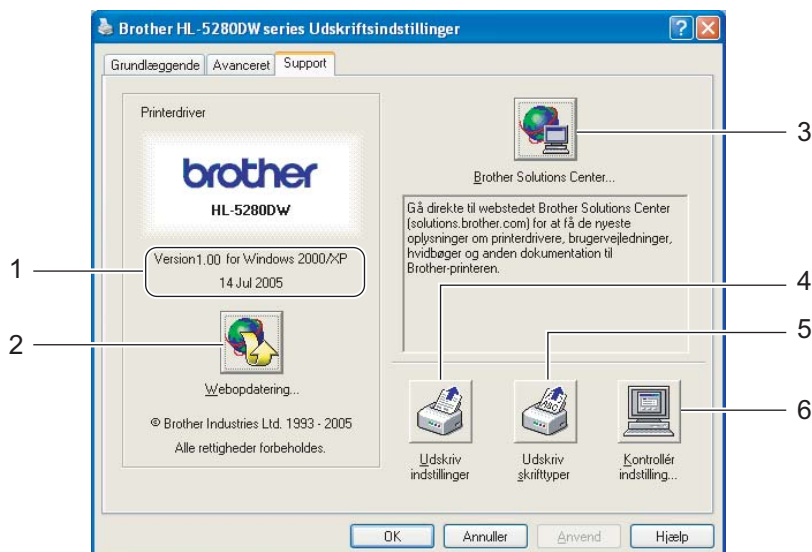 Brother HL-5280DW series Udskriftsindstillinger
Grundlæggende Avanceret Support
Printerdriver
brother
HL-5280DW
Version1.00 for Windows 2000/XP
14 Jul 2005
Webopdatering...
© Brother Industries Ltd. 1993 - 2005
Alle rettigheder forbeholdes.
Brother Solutions Center...
Gå direkte til webstedet Brother Solutions Center
(solutions.brother.com) for at få de nyeste
oplysninger om printerdrivere, brugervejledninger,
hvidbøger og anden dokumentation til
Brother-printeren.
Udskriv
indstillinger
Udskriv
skrifttyper
Kontrollér
indstilling...
OK Annuller Anvend Hjælp
1
2
3
4
5
6